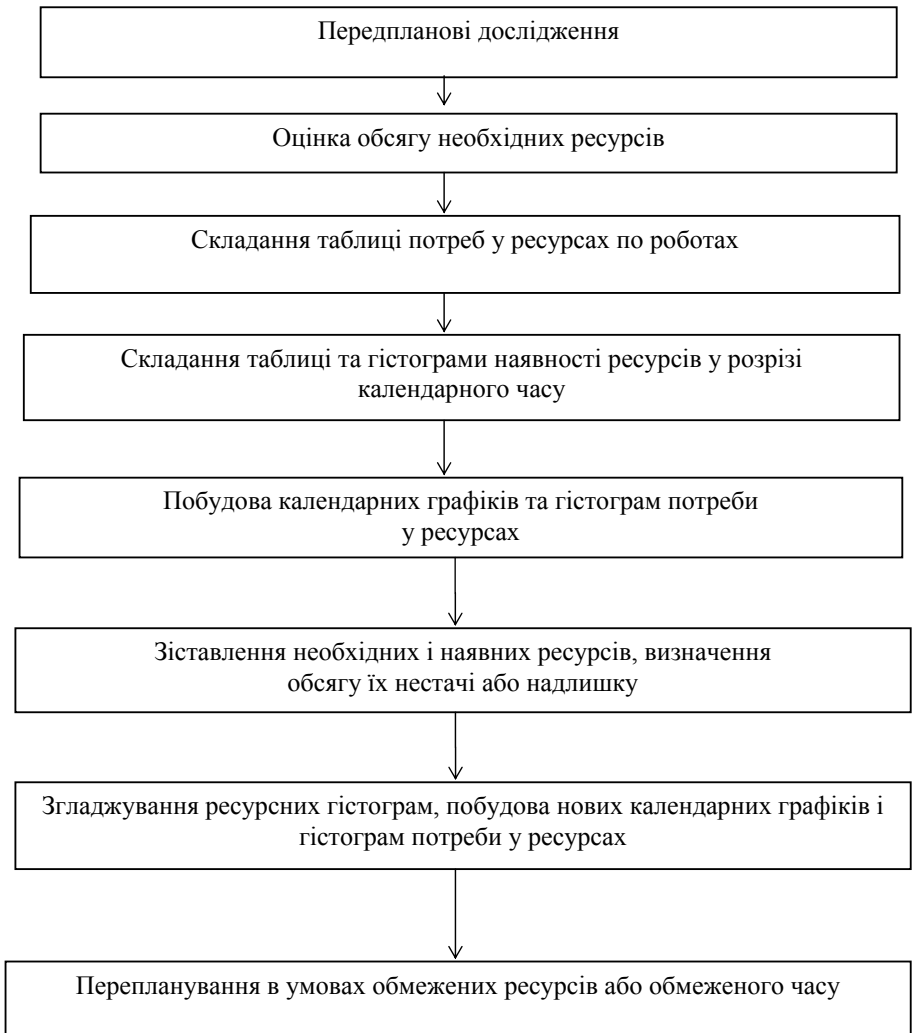 Передпланові дослідження
Оцінка обсягу необхідних ресурсів
Складання таблиці потреб у ресурсах по роботах
Складання таблиці та гістограми наявності ресурсів у розрізі
календарного часу
Побудова календарних графіків та гістограм потреби
у ресурсах
Зіставлення необхідних і наявних ресурсів, визначення
обсягу їх нестачі або надлишку
Згладжування ресурсних гістограм, побудова нових календарних графіків і
гістограм потреби у ресурсах
Перепланування в умовах обмежених ресурсів або обмеженого часу